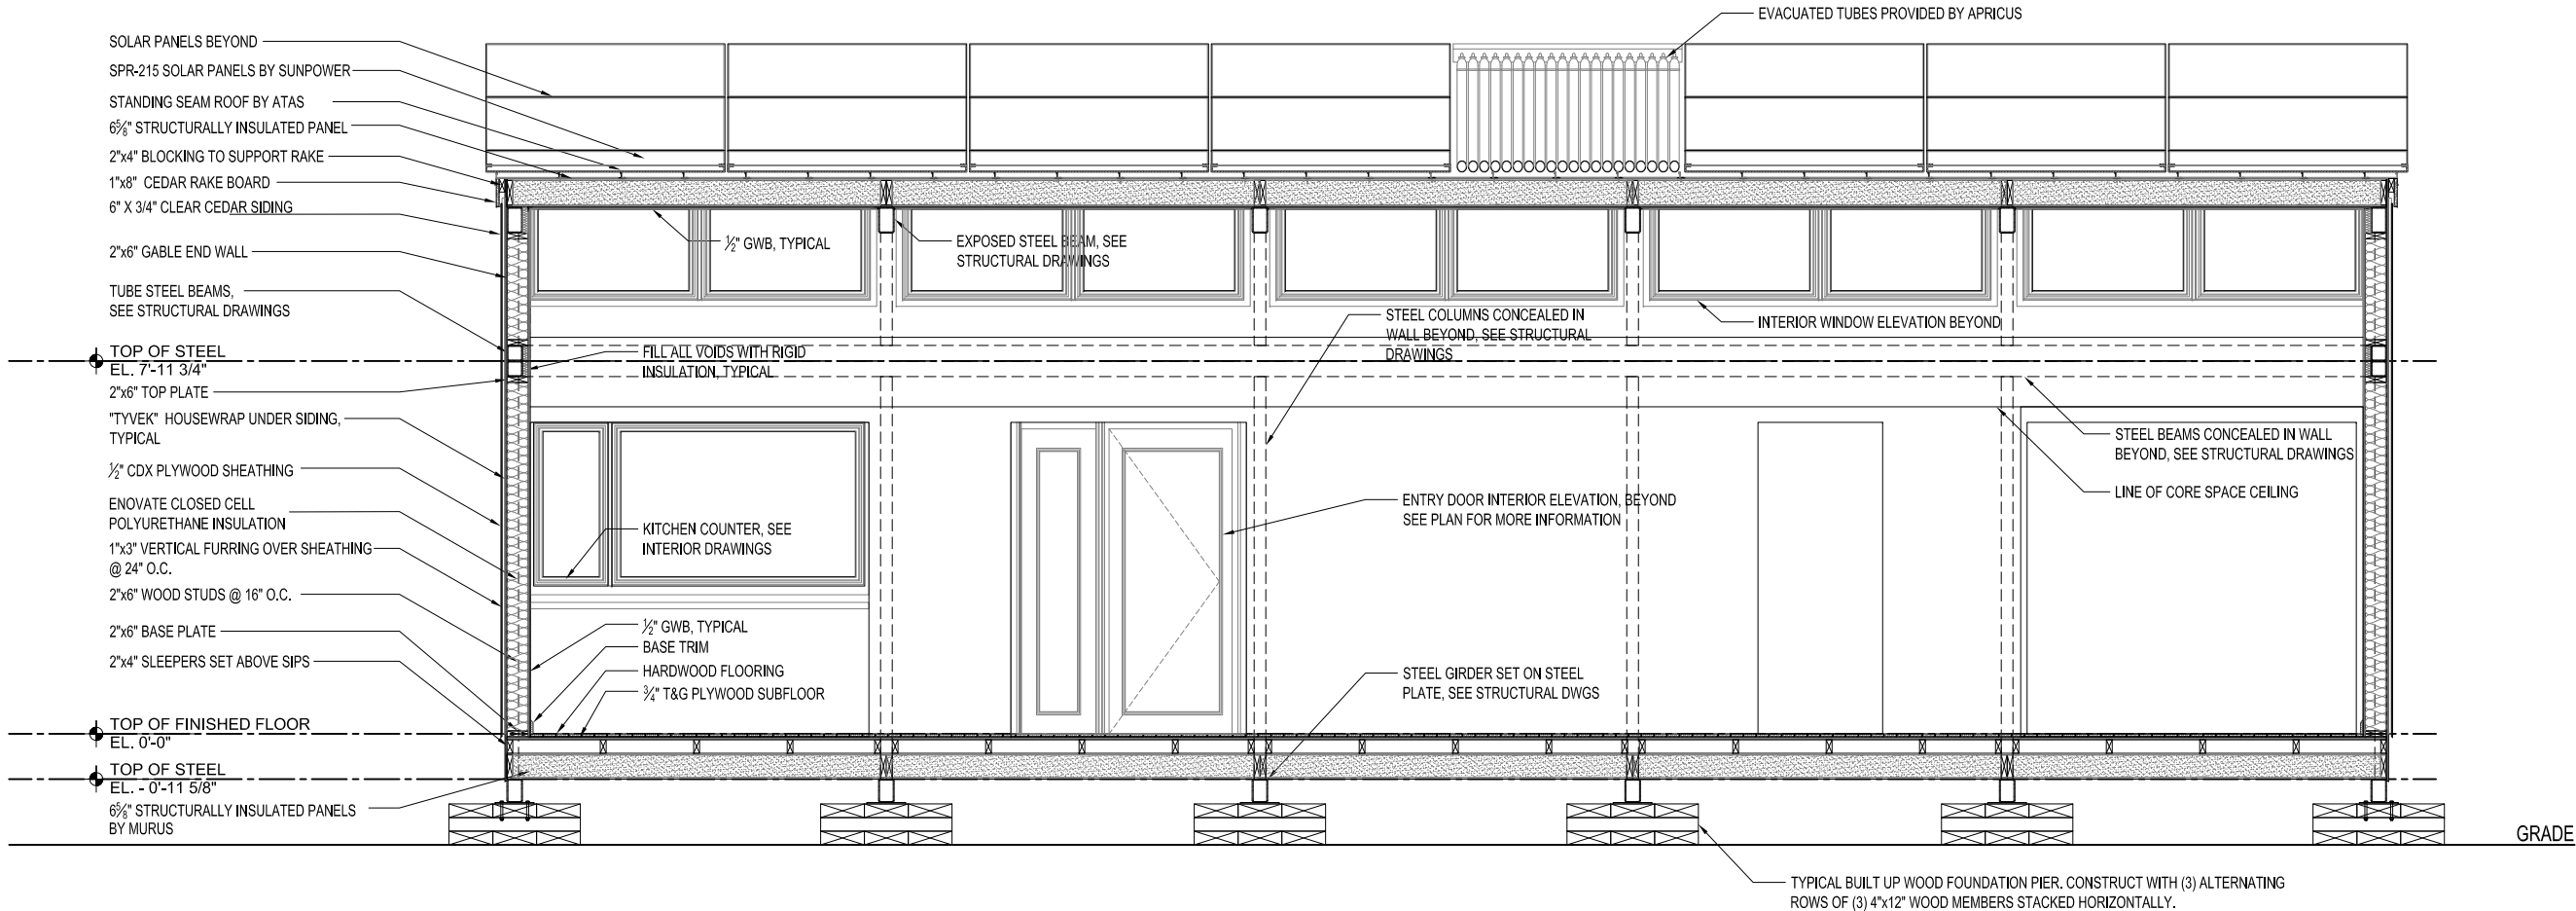 EVACUATED TUBES PROVIDED BY APRICUS
SOLAR PANELS BEYOND
SPR-215 SOLAR PANELS BY SUNPOWER
STANDING SEAM ROOF BY ATAS
6⅝" STRUCTURALLY INSULATED PANEL
2"x4" BLOCKING TO SUPPORT RAKE
1"x8" CEDAR RAKE BOARD
6" X 3/4" CLEAR CEDAR SIDING
2"x6" GABLE END WALL
TUBE STEEL BEAMS,
SEE STRUCTURAL DRAWINGS
TOP OF STEEL
EL. 7'-11 3/4"
2"x6" TOP PLATE
"TYVEK" HOUSEWRAP UNDER SIDING,
TYPICAL
½" CDX PLYWOOD SHEATHING
ENOVATE CLOSED CELL
POLYURETHANE INSULATION
1"x3" VERTICAL FURRING OVER SHEATHING
@ 24" O.C.
2"x6" WOOD STUDS @ 16" O.C.
2"x6" BASE PLATE
2"x4" SLEEPERS SET ABOVE SIPS
TOP OF FINISHED FLOOR
EL. 0'-0"
TOP OF STEEL
EL. - 0'-11 5/8"
6⅝" STRUCTURALLY INSULATED PANELS
BY MURUS
½" GWB, TYPICAL
EXPOSED STEEL BEAM, SEE
STRUCTURAL DRAWINGS
FILL ALL VOIDS WITH RIGID
INSULATION, TYPICAL
STEEL COLUMNS CONCEALED IN
WALL BEYOND, SEE STRUCTURAL
DRAWINGS
INTERIOR WINDOW ELEVATION BEYOND
STEEL BEAMS CONCEALED IN WALL
BEYOND, SEE STRUCTURAL DRAWINGS
LINE OF CORE SPACE CEILING
ENTRY DOOR INTERIOR ELEVATION, BEYOND
SEE PLAN FOR MORE INFORMATION
KITCHEN COUNTER, SEE
INTERIOR DRAWINGS
½" GWB, TYPICAL
BASE TRIM
HARDWOOD FLOORING
¾" T&G PLYWOOD SUBFLOOR
STEEL GIRDER SET ON STEEL
PLATE, SEE STRUCTURAL DWGS
GRADE
TYPICAL BUILT UP WOOD FOUNDATION PIER. CONSTRUCT WITH (3) ALTERNATING
ROWS OF (3) 4"x12" WOOD MEMBERS STACKED HORIZONTALLY.